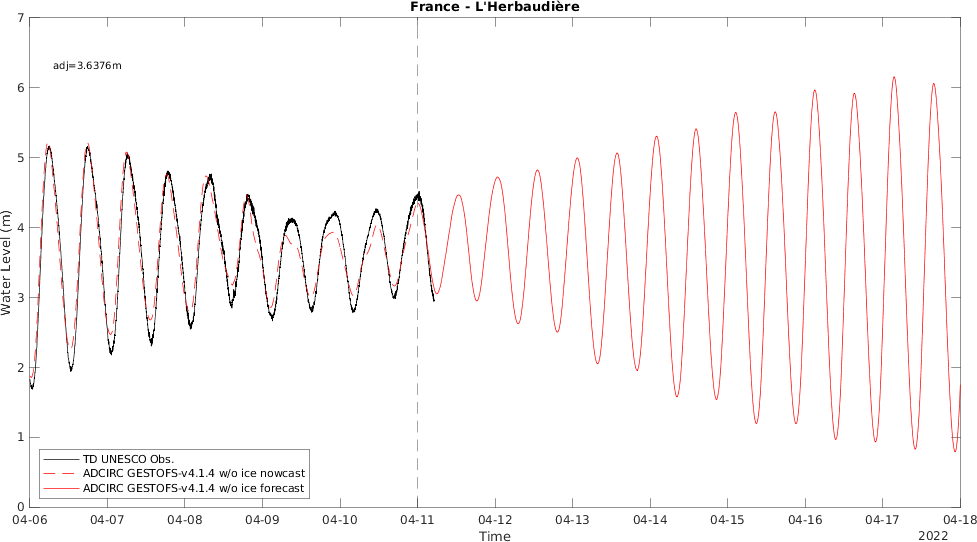 France - L'Herbaudière
adj=3.6376m
Water Level (m)
7
6
5
4
3
2
1
0
TD UNESCO Obs.
ADCIRC GESTOFS-v4.1.4 w/o ice nowcast
ADCIRC GESTOFS-v4.1.4 w/o ice forecast
04-06 04-07 04-08 04-09 04-10 04-11 04-12 04-13 04-14 04-15 04-16 04-17 04-18
Time
2022